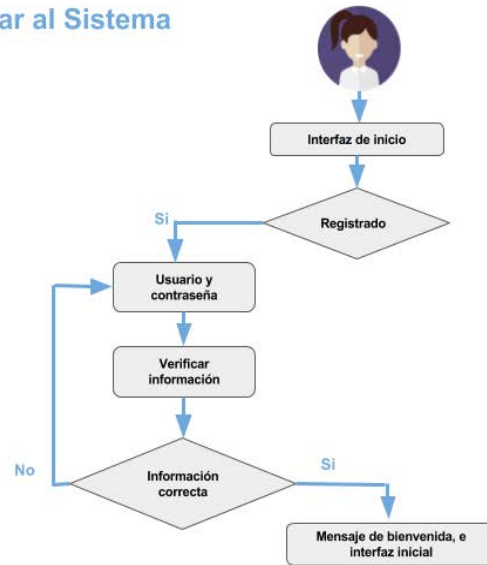 ar al Sistema
Interfaz de inicio
Registrado
Si
Usuario y
contraseña
Verificar
información
Información
correcta
No
Si
Mensaje de bienvenida, e
interfaz inicial